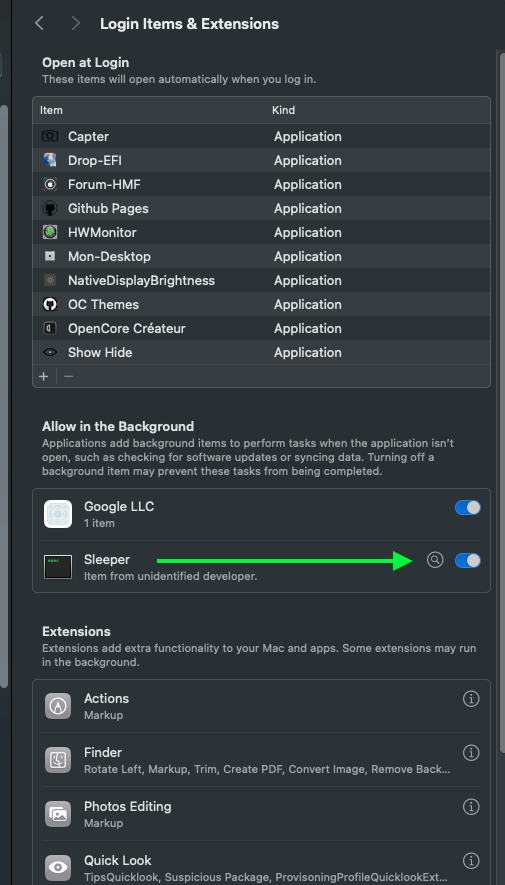 Login Items & Extensions
Open at Login
These items will open automatically when you log in.
Item Kind
Capter Application
Drop-EFI Application
Forum-HMF Application
Github Pages Application
HWMonitor Application
Mon-Desktop Application
NativeDisplayBrightness Application
OC Themes Application
OpenCore Créateur Application
Show Hide Application
Allow in the Background
Applications add background items to perform tasks when the application isn't
open, such as checking for software updates or syncing data. Turning off a
background item may prevent these tasks from being completed.
Google LLC
1 item
Sleeper
Item from unidentified developer.
Extensions
Extensions add extra functionality to your Mac and apps. Some extensions may run
in the background.
Actions
Markup
Finder
Rotate Left, Markup, Trim, Create PDF, Convert Image, Remove Back...
Photos Editing
Markup
Quick Look
TipsQuicklook, Suspicious Package, ProvisoningProfileQuicklookExt...